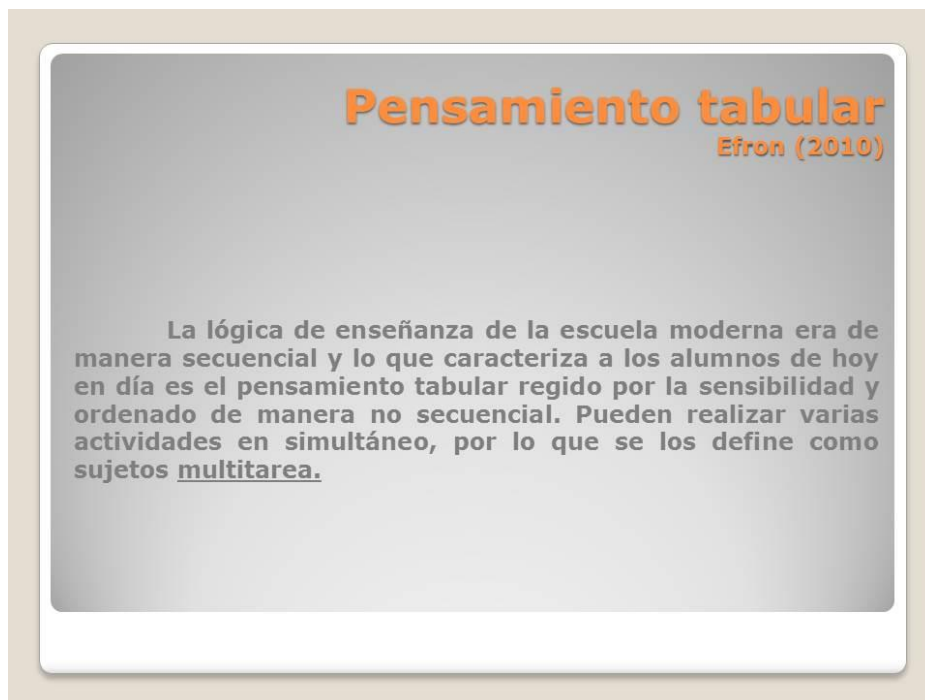 Pensamiento tabular
Efron (2010)
La lógica de enseñanza de la escuela moderna era de
manera secuencial y lo que caracteriza a los alumnos de hoy
en día es el pensamiento tabular regido por la sensibilidad y
ordenado de manera no secuencial. Pueden realizar varias
actividades en simultáneo, por lo que se los define como
sujetos multitarea.